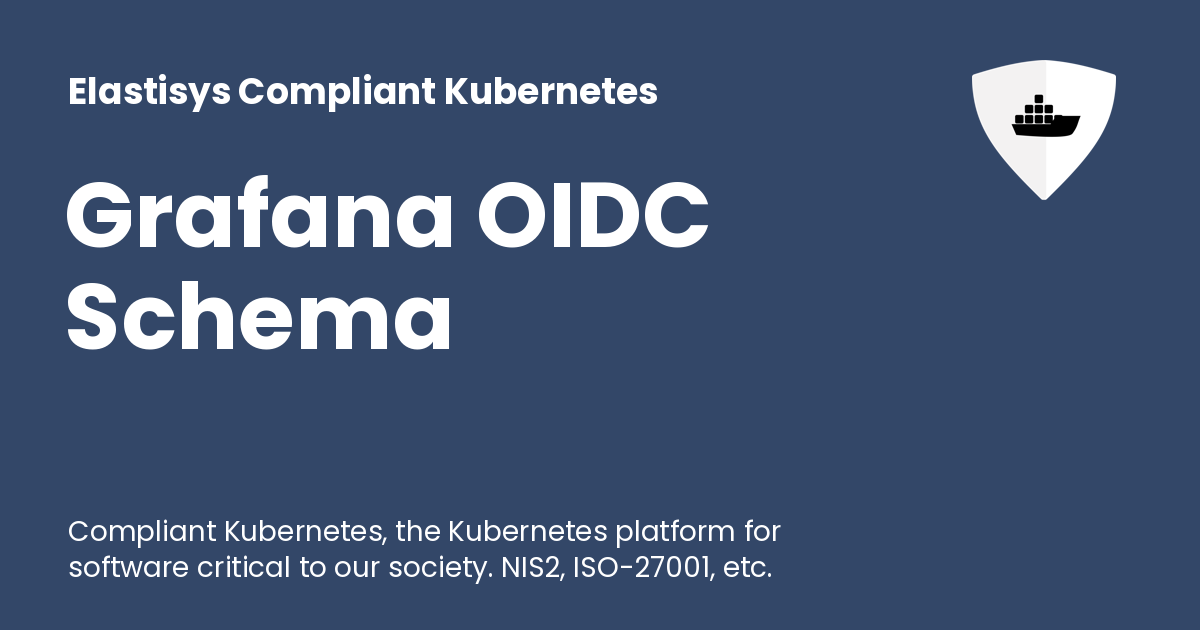 Elastisys Compliant Kubernetes
Grafana OIDC
Schema
Compliant Kubernetes, the Kubernetes platform for
software critical to our society. NIS2, ISO-27001, etc.